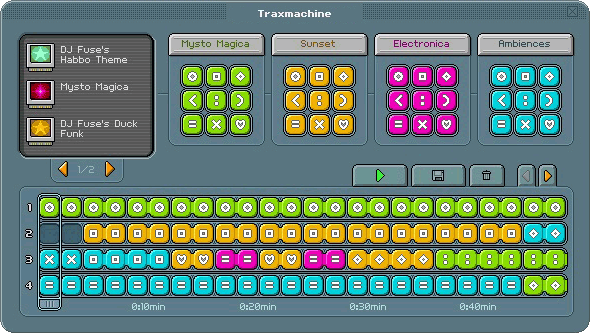 Traxmachine
DJ Fuse's
Habbo Theme
Mysto Magica
DJ Fuse's Duck
Funk
1/2
Mysto Magica
Sunset
Electronica
Ambiences
1
2
3
4
0:10min
0:20min
0:30min
0:40min